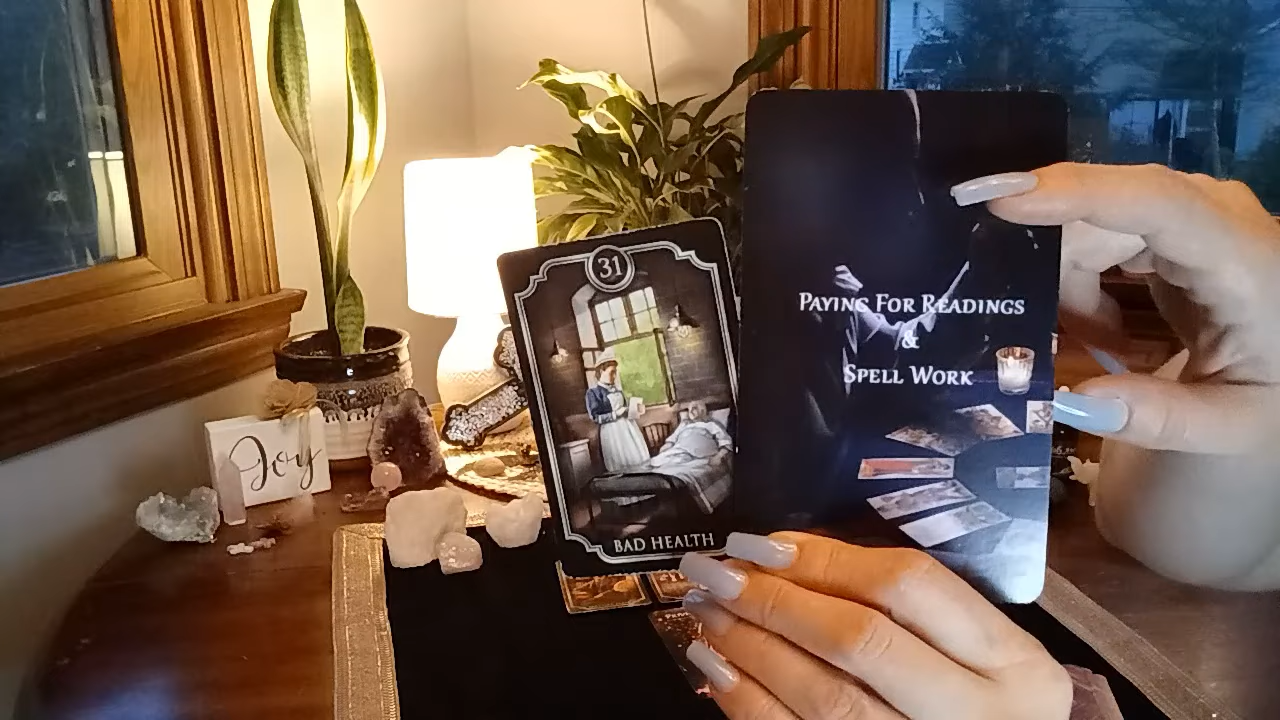 Joy
31
BAD HEALTH
PAYING FOR READINGS
&
SPELL WORK